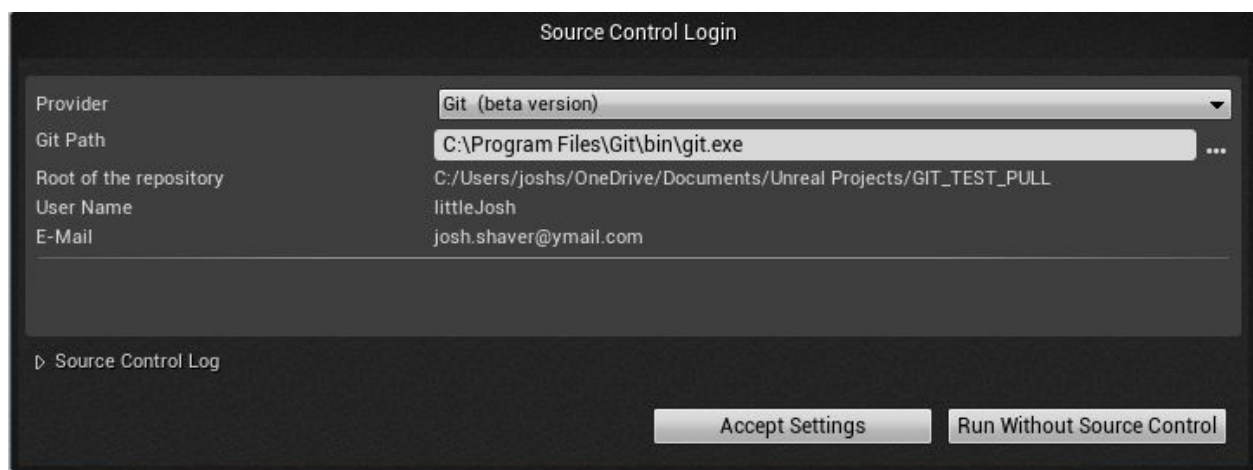 Source Control Login
Provider Git (beta version)
Git Path C:\Program Files\Git\bin\git.exe ...
Root of the repository C:/Users/joshs/OneDrive/Documents/Unreal Projects/GIT_TEST_PULL
User Name littleJosh
E-Mail josh.shaver@ymail.com
Source Control Log
Accept Settings Run Without Source Control